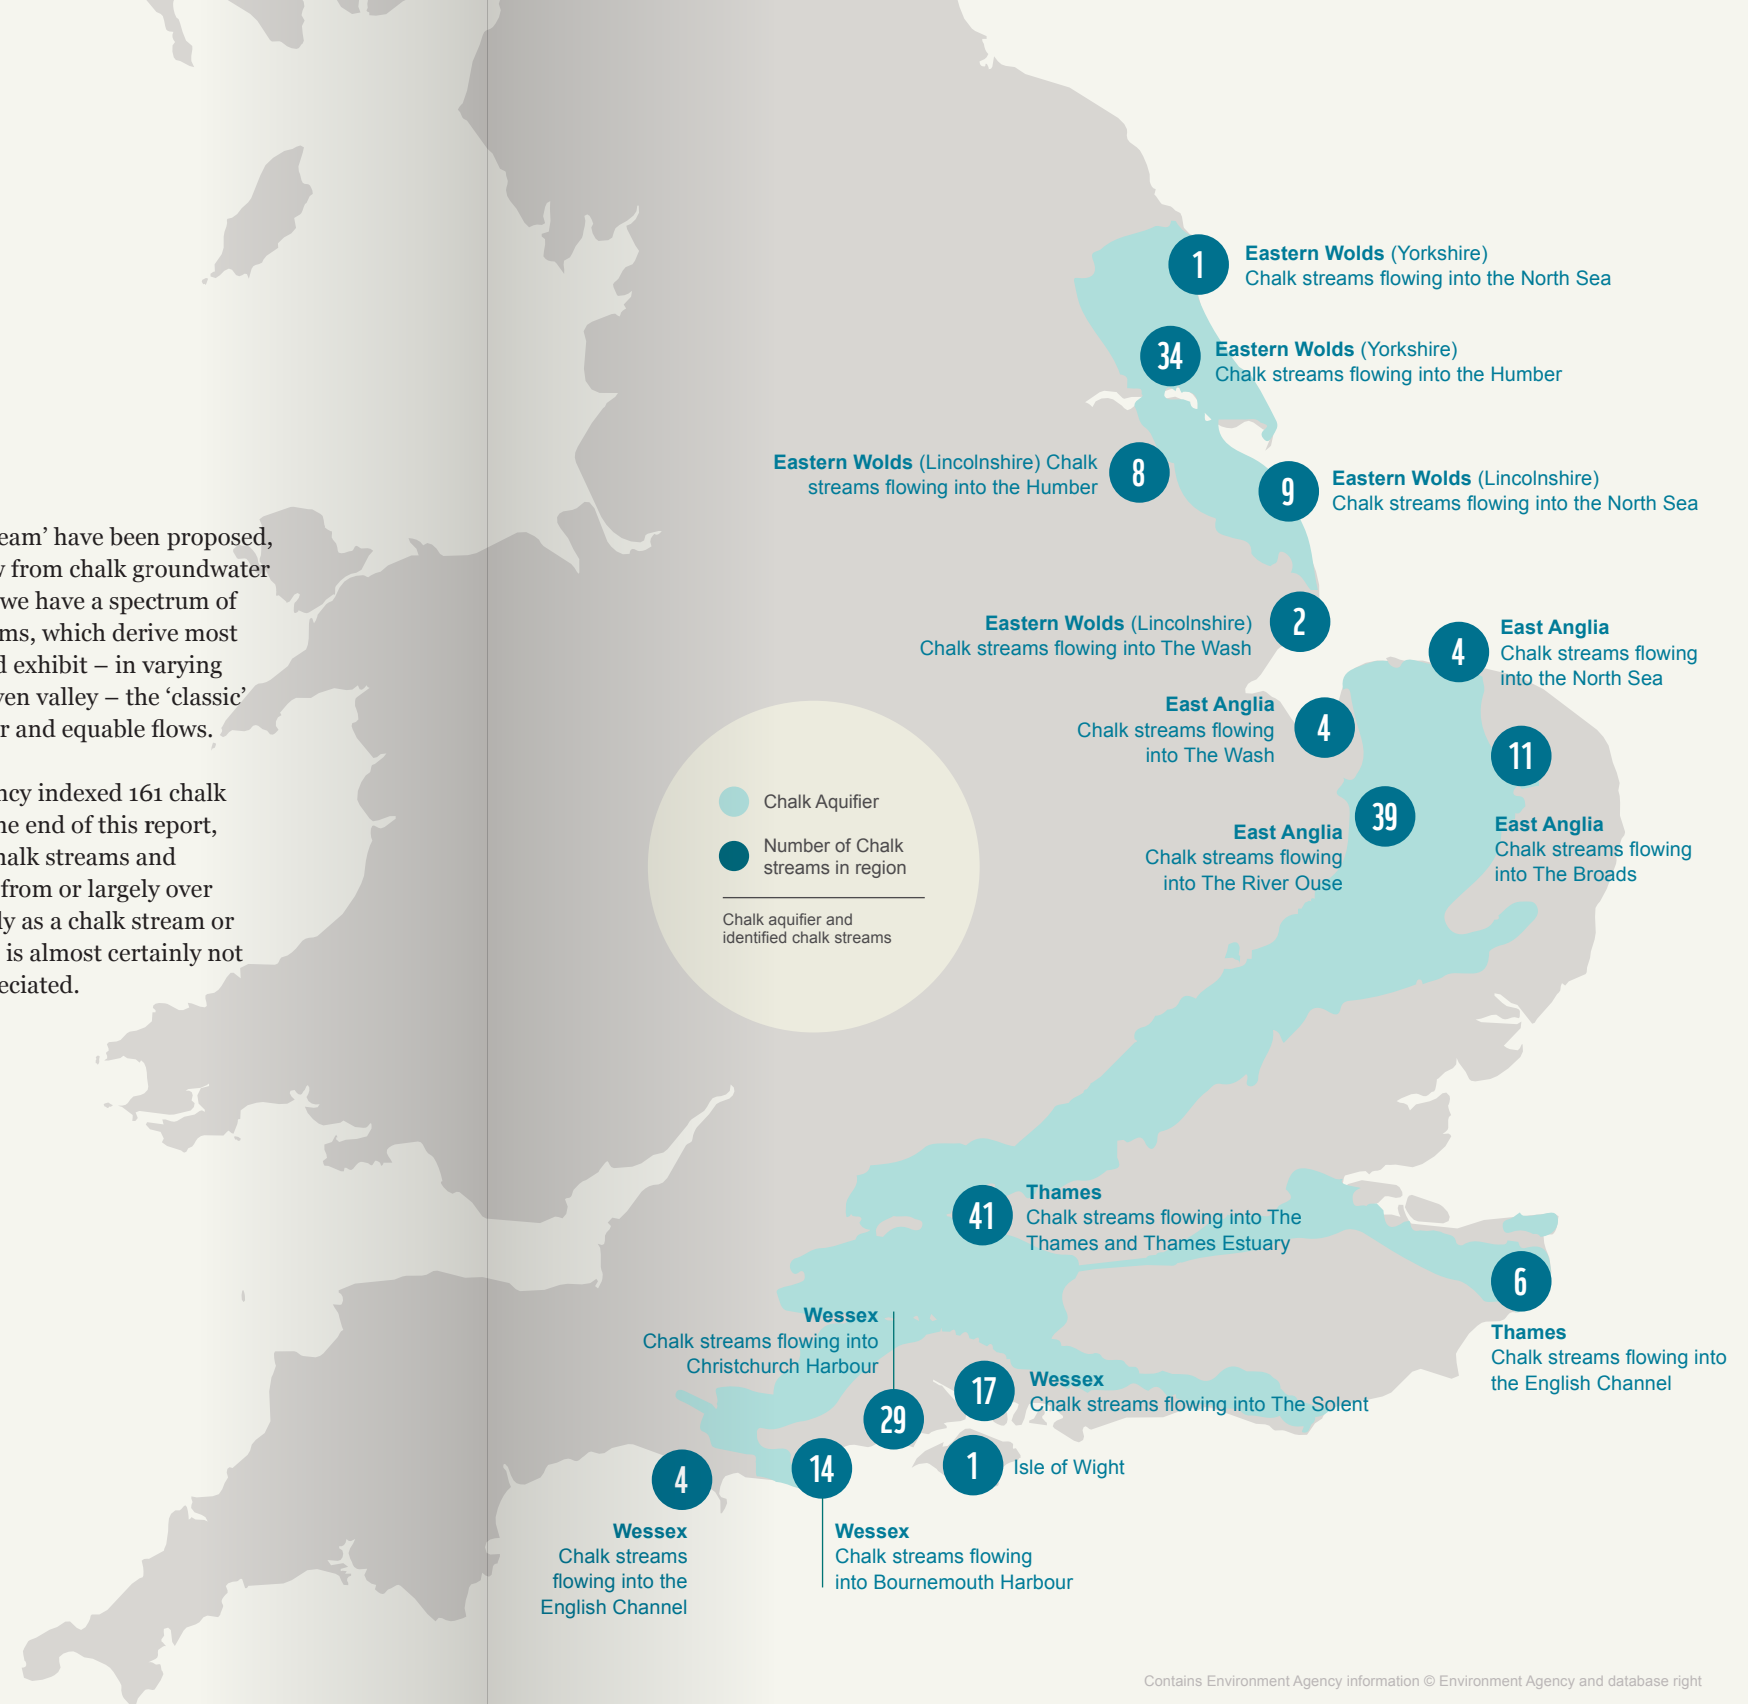 eam’ have been proposed,
from chalk groundwater
we have a spectrum of
ms, which derive most
d exhibit – in varying
ven valley – the ‘classic’
r and equable flows.
ncy indexed 161 chalk
he end of this report,
halk streams and
from or largely over
ly as a chalk stream or
is almost certainly not
eciated.
1
Eastern Wolds (Yorkshire)
Chalk streams flowing into the North Sea
34
Eastern Wolds (Yorkshire)
Chalk streams flowing into the Humber
Eastern Wolds (Lincolnshire) Chalk
streams flowing into the Humber
8
9
Eastern Wolds (Lincolnshire)
Chalk streams flowing into the North Sea
Eastern Wolds (Lincolnshire)
Chalk streams flowing into The Wash
2
4
East Anglia
Chalk streams flowing
into the North Sea
East Anglia
Chalk streams flowing
into The Wash
4
11
East Anglia
Chalk streams flowing
into The Broads
39
East Anglia
Chalk streams flowing
into The River Ouse
Chalk Aquifier
Number of Chalk
streams in region
Chalk aquifier and
identified chalk streams
41
Thames
Chalk streams flowing into The
Thames and Thames Estuary
6
Thames
Chalk streams flowing into
the English Channel
Wessex
Chalk streams flowing into
Christchurch Harbour
29
17
Wessex
Chalk streams flowing into The Solent
1
Isle of Wight
4
Wessex
Chalk streams
flowing into the
English Channel
14
Wessex
Chalk streams flowing
into Bournemouth Harbour
Contains Environment Agency information © Environment Agency and database right